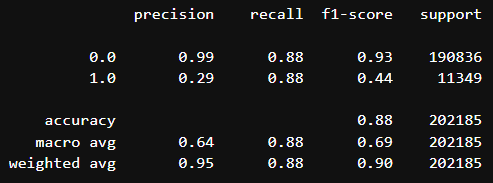 precision recall f1-score support
0.0 0.99 0.88 0.93 190836
1.0 0.29 0.88 0.44 11349
accuracy 0.88 202185
macro avg 0.64 0.88 0.69 202185
weighted avg 0.95 0.88 0.90 202185